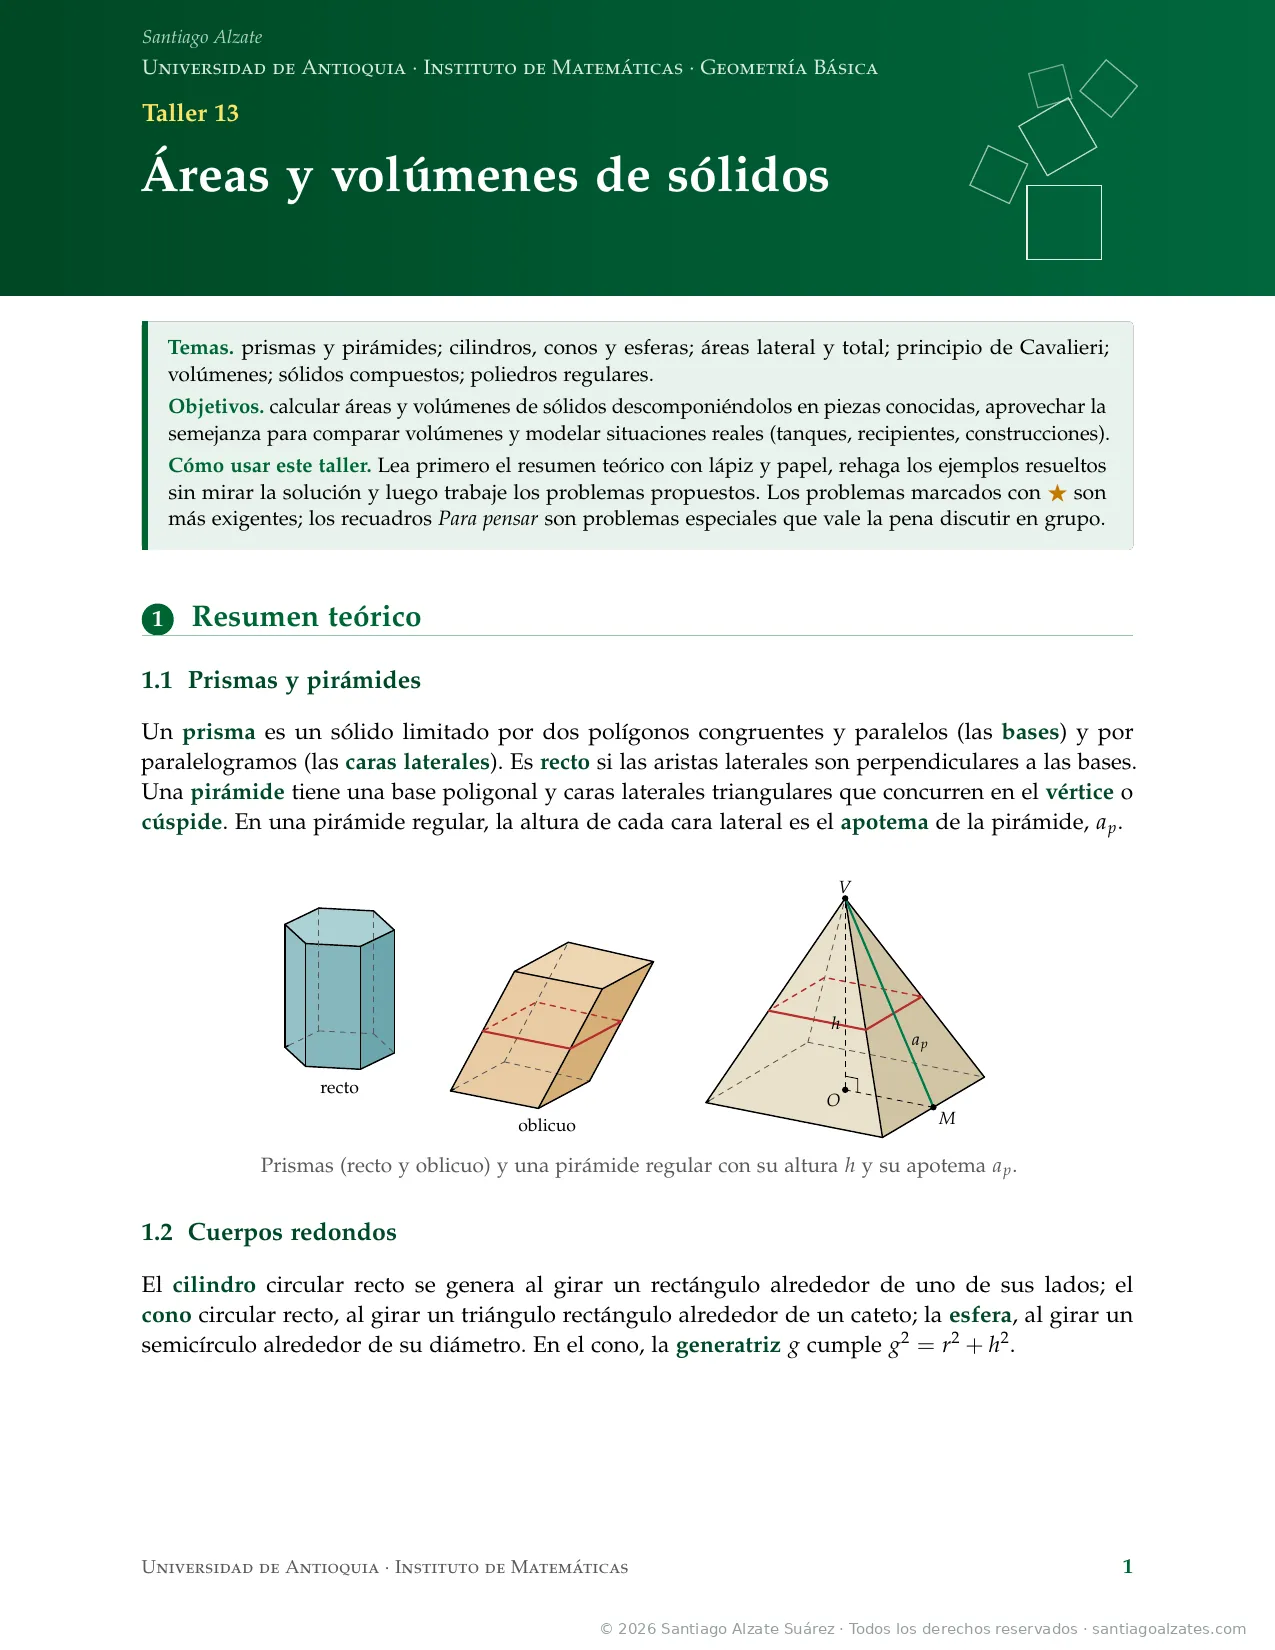 Santiago Alzate
Universidad de Antioquia · Instituto de Matemáticas · Geometría Básica
Taller 13
Áreas y volúmenes de sólidos
Temas. prismas y pirámides; cilindros, conos y esferas; áreas lateral y total; principio de Cavalieri;
volúmenes; sólidos compuestos; poliedros regulares.
Objetivos. calcular áreas y volúmenes de sólidos descomponiéndolos en piezas conocidas, aprovechar la
semejanza para comparar volúmenes y modelar situaciones reales (tanques, recipientes, construcciones).
Cómo usar este taller. Lea primero el resumen teórico con lápiz y papel, rehaga los ejemplos resueltos
sin mirar la solución y luego trabaje los problemas propuestos. Los problemas marcados con ★ son
más exigentes; los recuadros Para pensar son problemas especiales que vale la pena discutir en grupo.
1 Resumen teórico
1.1 Prismas y pirámides
Un prisma es un sólido limitado por dos polígonos congruentes y paralelos (las bases) y por
paralelogramos (las caras laterales). Es recto si las aristas laterales son perpendiculares a las bases.
Una pirámide tiene una base poligonal y caras laterales triangulares que concurren en el vértice o
cúspide. En una pirámide regular, la altura de cada cara lateral es el apotema de la pirámide, aₚ.
V
h
aₚ
O
M
recto
oblicuo
Prismas (recto y oblicuo) y una pirámide regular con su altura h y su apotema aₚ.
1.2 Cuerpos redondos
El cilindro circular recto se genera al girar un rectángulo alrededor de uno de sus lados; el
cono circular recto, al girar un triángulo rectángulo alrededor de un cateto; la esfera, al girar un
semicírculo alrededor de su diámetro. En el cono, la generatriz g cumple g² = r² + h².
Universidad de Antioquia · Instituto de Matemáticas
1
© 2026 Santiago Alzate Suárez · Todos los derechos reservados · santiagoalzates.com